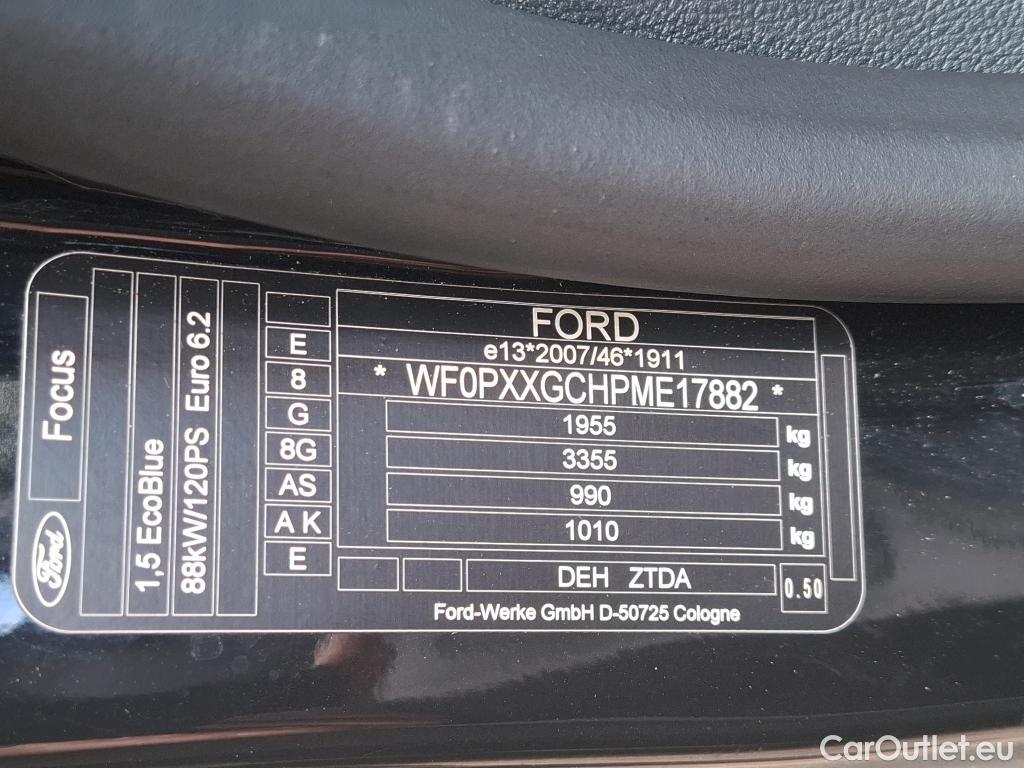 Ford
Focus
1,5 EcoBlue
88kW/120PS Euro 6.2
E
8
G
8G
AS
A K
E
FORD
e13*2007/46*1911
* WF0PXXGCHPME17882 *
1955 kg
3355 kg
990 kg
1010 kg
DEH ZTDA
0.50
Ford-Werke GmbH D-50725 Cologne
CarOutlet.eu